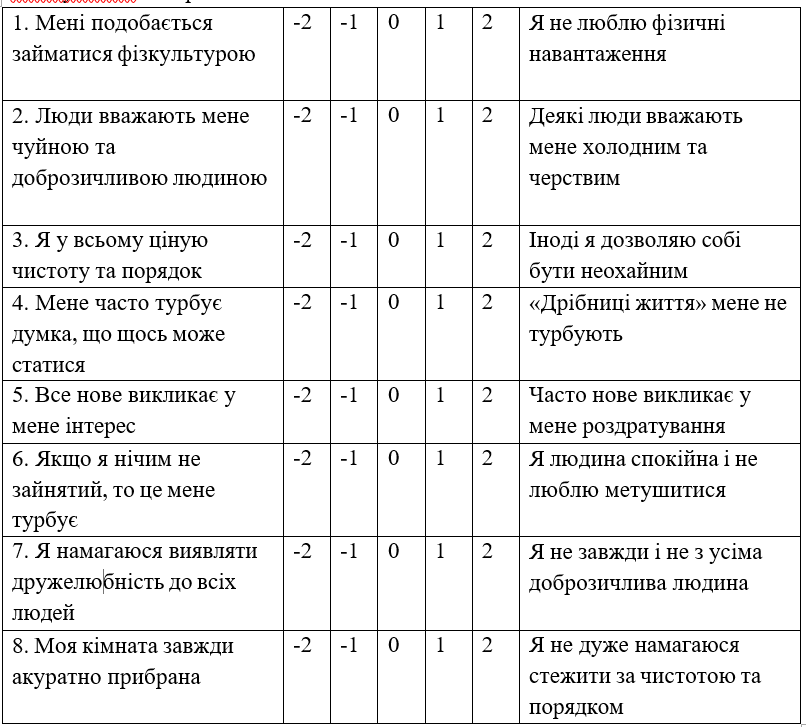 1. Мені подобається -2 -1 0 1 2 Я не люблю фізичні
займатися фізкультурою навантаження
2. Люди вважають мене -2 -1 0 1 2 Деякі люди вважають
чуйною та мене холодним та
доброзичливою людиною черствим
3. Я у всьому ціную -2 -1 0 1 2 Іноді я дозволяю собі
чистоту та порядок бути неохайним
4. Мене часто турбує -2 -1 0 1 2 «Дрібниці життя» мене не
думка, що щось може турбують
статися
5. Все нове викликає у -2 -1 0 1 2 Часто нове викликає у
мене інтерес мене роздратування
6. Якщо я нічим не -2 -1 0 1 2 Я людина спокійна і не
зайнятий, то це мене люблю метушитися
турбує
7. Я намагаюся виявляти -2 -1 0 1 2 Я не завжди і не з усіма
дружелюбність до всіх доброзичлива людина
людей
8. Моя кімната завжди -2 -1 0 1 2 Я не дуже намагаюся
акуратно прибрана стежити за чистотою та
порядком